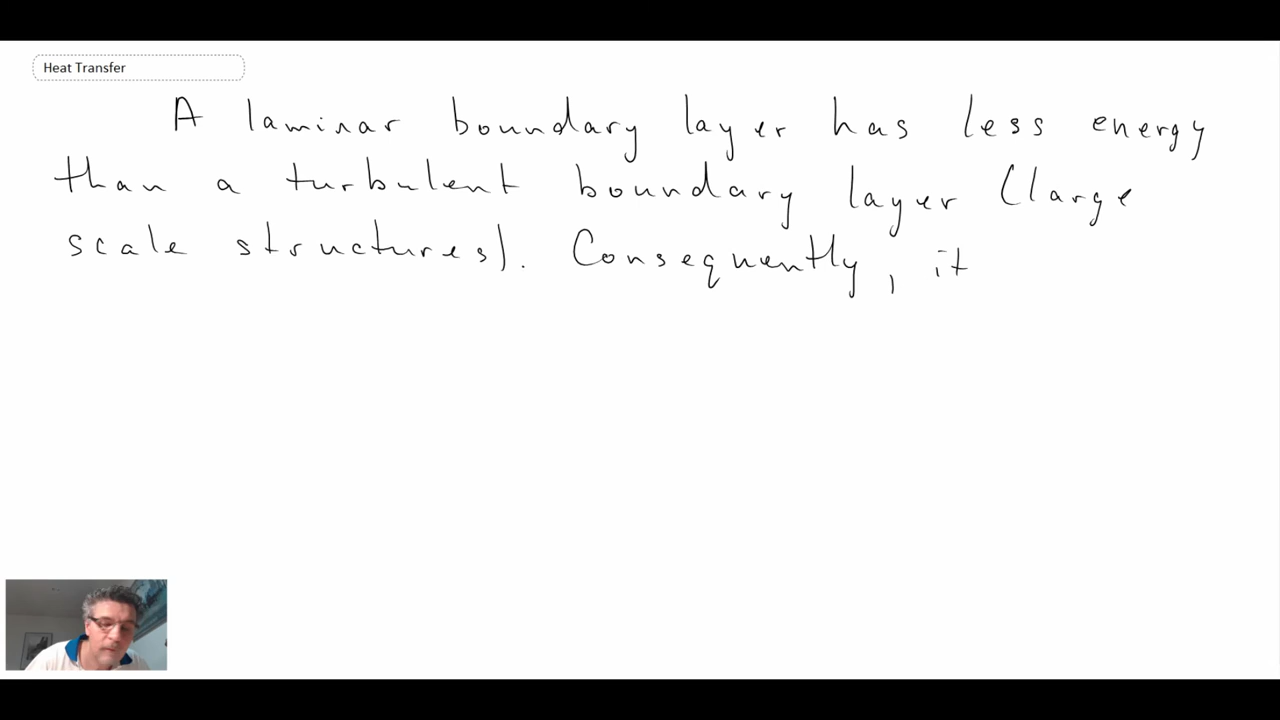 Heat Transfer
A laminar boundary layer has less energy
than a turbulent boundary layer (large
scale structures). Consequently, it